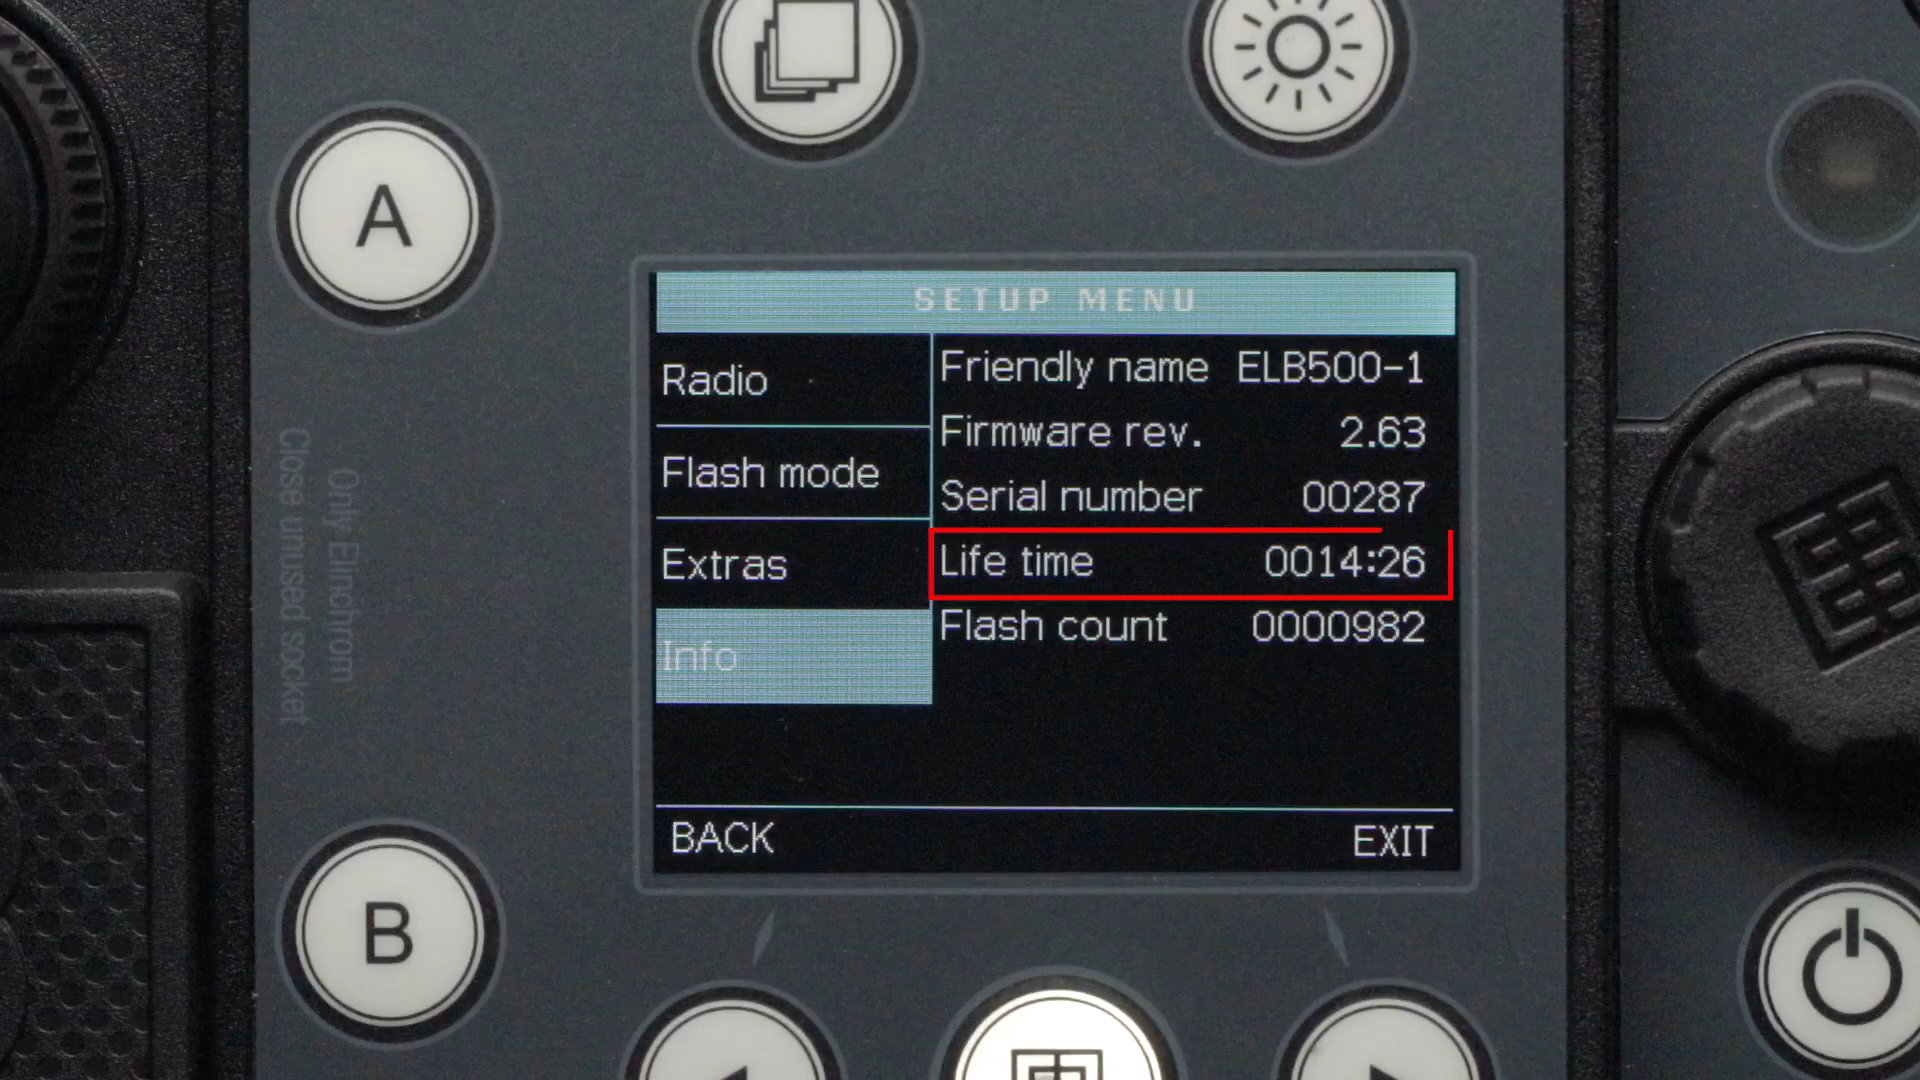 A
SETUP MENU
Radio
Flash mode
Extras
Info
Friendly name ELB500-1
Firmware rev. 2.63
Serial number 00287
Life time 0014:26
Flash count 0000982
BACK
EXIT
Only Elinchrom
Close unused socket
B